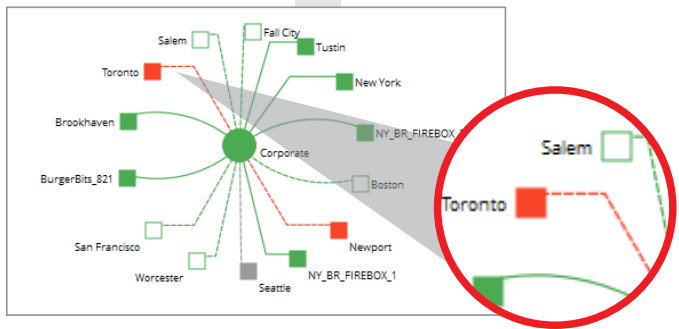 Fall City
Salem
Tustin
Toronto
New York
Brookhaven
NY_BR_FIREBOX_
Corporate
Salem
BurgerBits_821
Boston
Toronto
San Francisco
Newport
Worcester
NY_BR_FIREBOX_1
Seattle